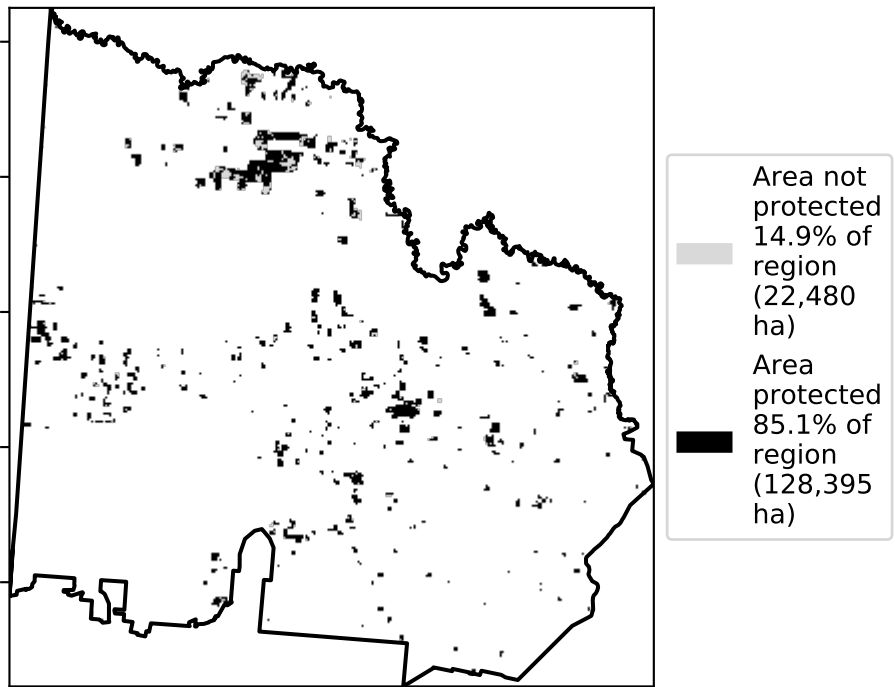 Area not
protected
14.9% of
region
(22,480
ha)
Area
protected
85.1% of
region
(128,395
ha)